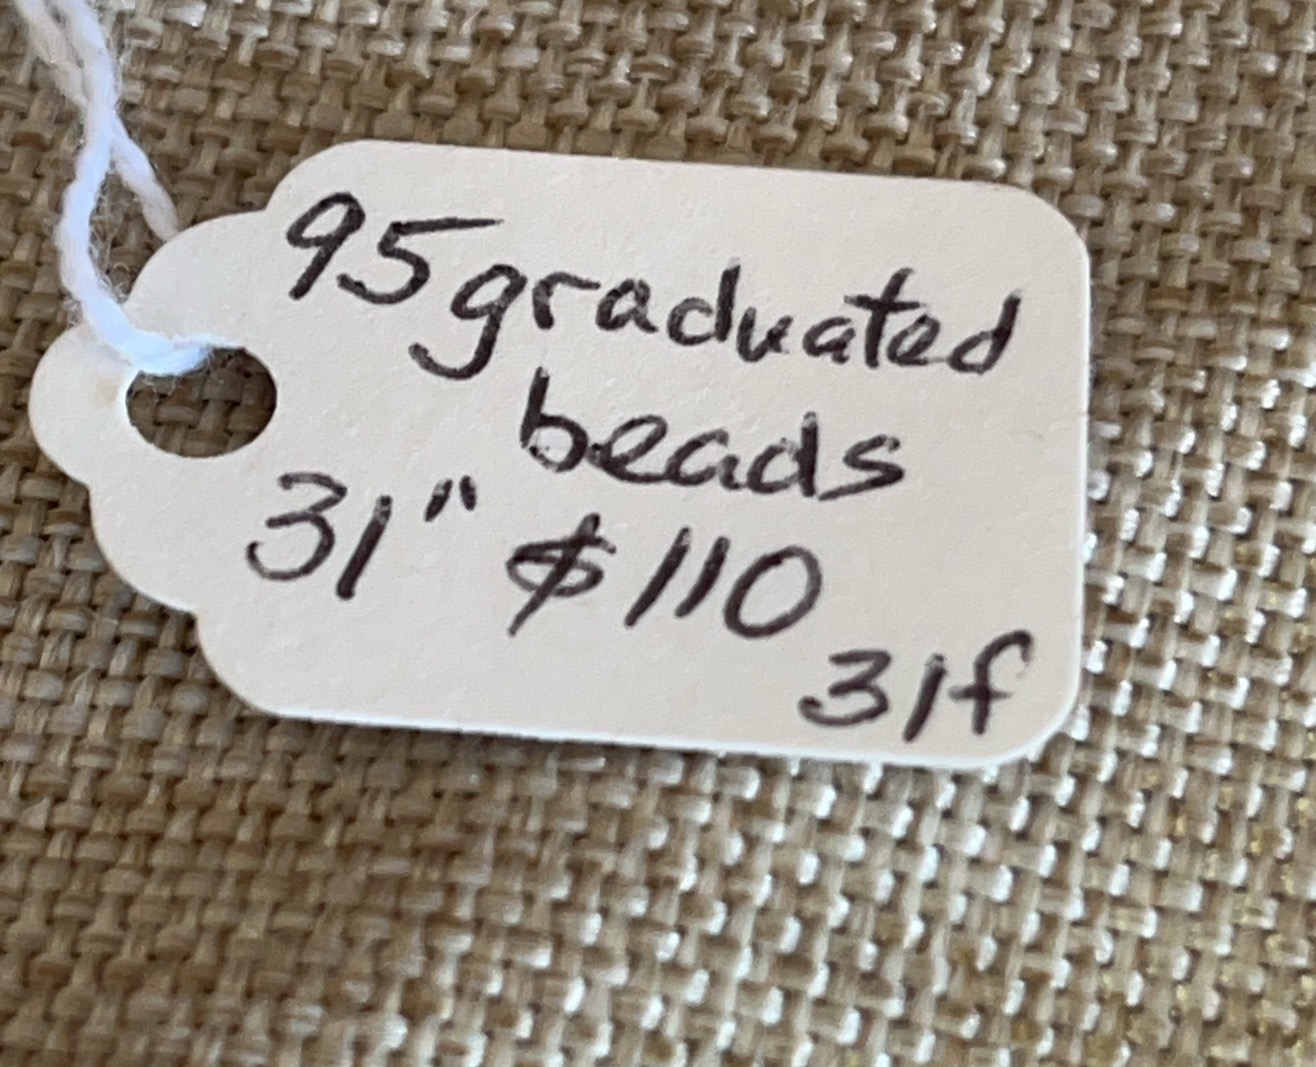 95 graduated
beads
31" $110
31f